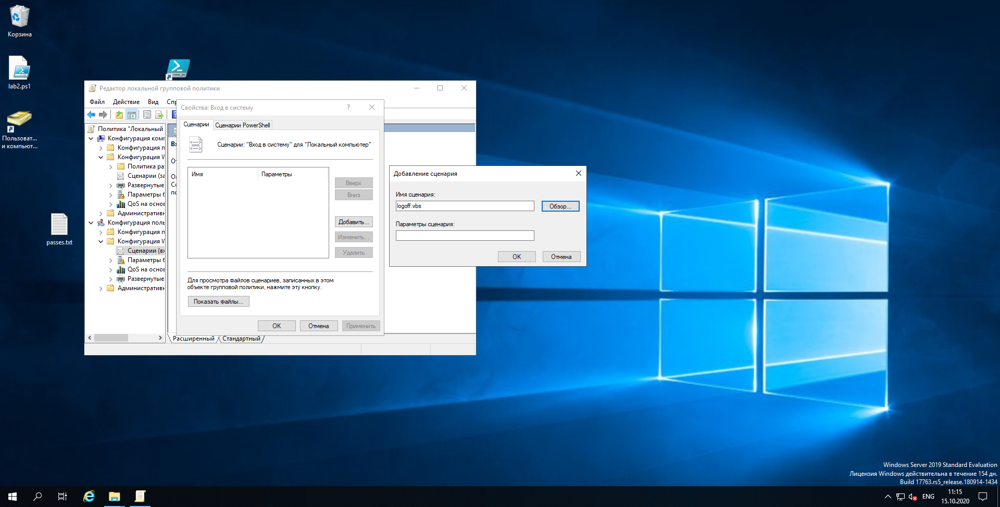 Корзина
lab2.ps1
Пользоват...
и компьют...
passes.txt
Редактор локальной групповой политики
Файл Действие Вид Спр
Политика "Локальный
Конфигурация комп
Конфигурация п
Конфигурация W
Политика ра
Сценарии (за
Развернутые
Параметры б
QoS на основ
Административн
Конфигурация поль
Конфигурация п
Конфигурация W
Сценарии (вх
Параметры б
QoS на основ
Развернутые
Административн
Расширенный Стандартный
Свойства: Вход в систему ?
Сценарии Сценарии PowerShell
Сценарии: "Вход в систему" для "Локальный компьютер"
Имя Параметры
Вверх
Вниз
Добавить...
Изменить...
Удалить
Для просмотра файлов сценариев, записанных в этом
объекте групповой политики, нажмите эту кнопку.
Показать файлы...
ОК Отмена Применить
Добавление сценария
Имя сценария:
logoff.vbs Обзор...
Параметры сценария:
ОК Отмена
Windows Server 2019 Standard Evaluation
Лицензия Windows действительна в течение 154 дн.
Build 17763.rs5_release.180914-1434
ENG
11:15
15.10.2020